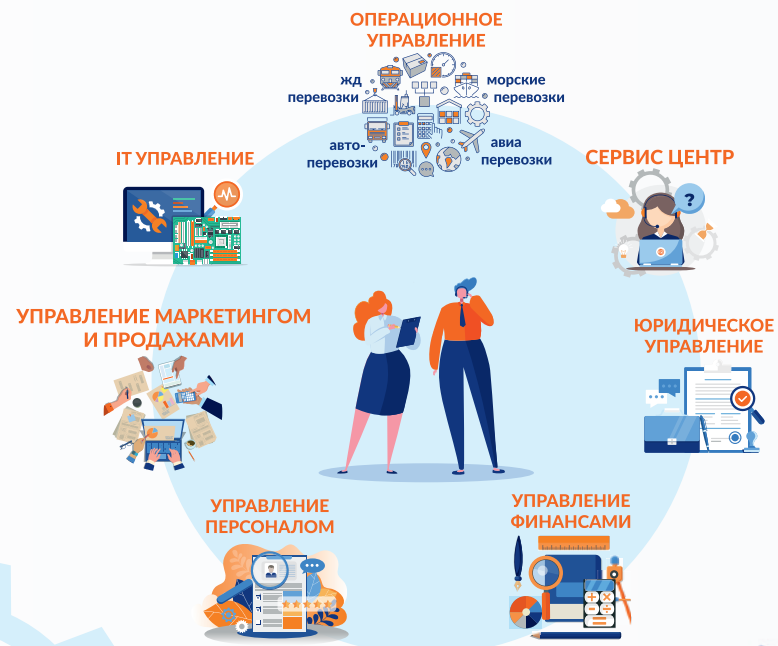 ОПЕРАЦИОННОЕ
УПРАВЛЕНИЕ
жд
перевозки
морские
перевозки
авто-
перевозки
авиа
перевозки
IT УПРАВЛЕНИЕ
СЕРВИС ЦЕНТР
?
УПРАВЛЕНИЕ МАРКЕТИНГОМ
И ПРОДАЖАМИ
ЮРИДИЧЕСКОЕ
УПРАВЛЕНИЕ
УПРАВЛЕНИЕ
ПЕРСОНАЛОМ
УПРАВЛЕНИЕ
ФИНАНСАМИ